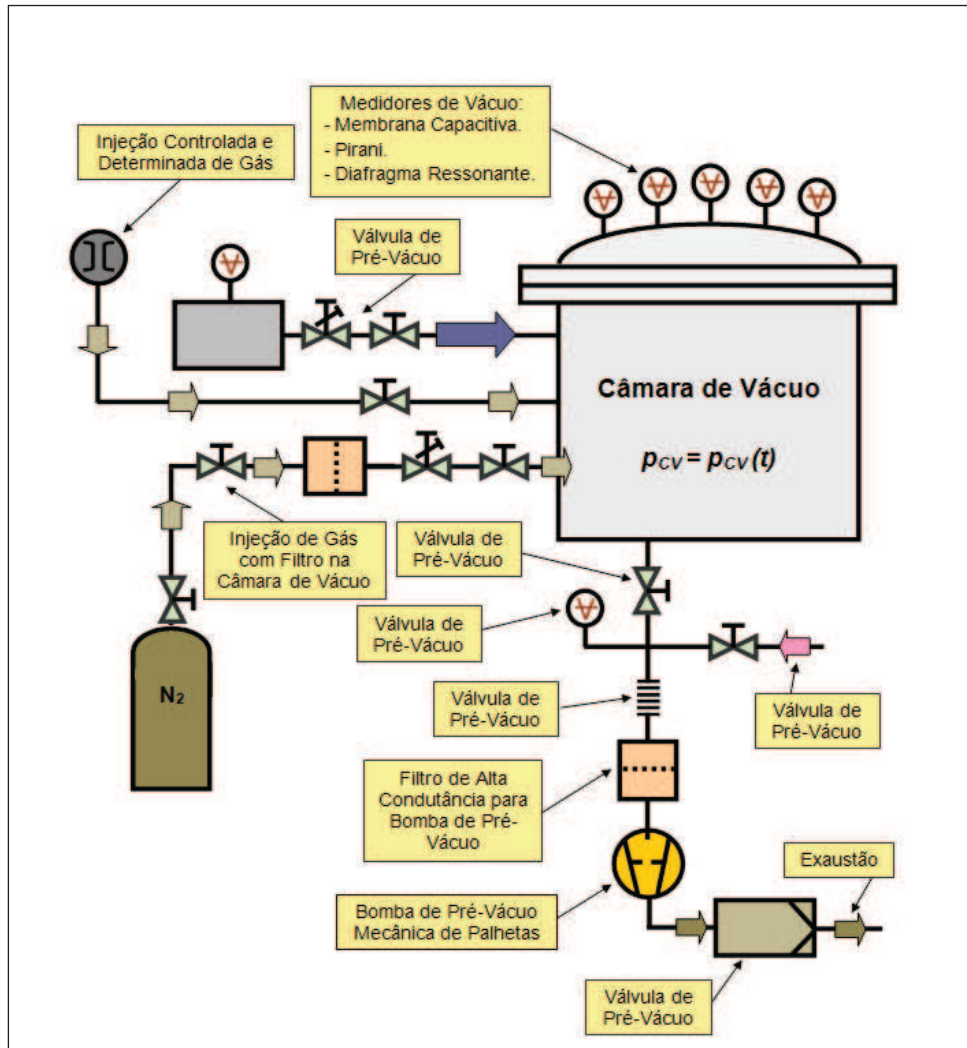 Medidores de Vácuo:
- Membrana Capacitiva.
- Pirani.
- Diafragma Ressonante.
Injeção Controlada e
Determinada de Gás
Válvula de
Pré-Vácuo
Câmara de Vácuo
pCV = pCV(t)
Injeção de Gás
com Filtro na
Câmara de Vácuo
Válvula de
Pré-Vácuo
Válvula de
Pré-Vácuo
N2
Válvula de
Pré-Vácuo
Válvula de
Pré-Vácuo
Filtro de Alta
Condutância para
Bomba de Pré-
Vácuo
Exaustão
Bomba de Pré-Vácuo
Mecânica de Palhetas
Válvula de
Pré-Vácuo